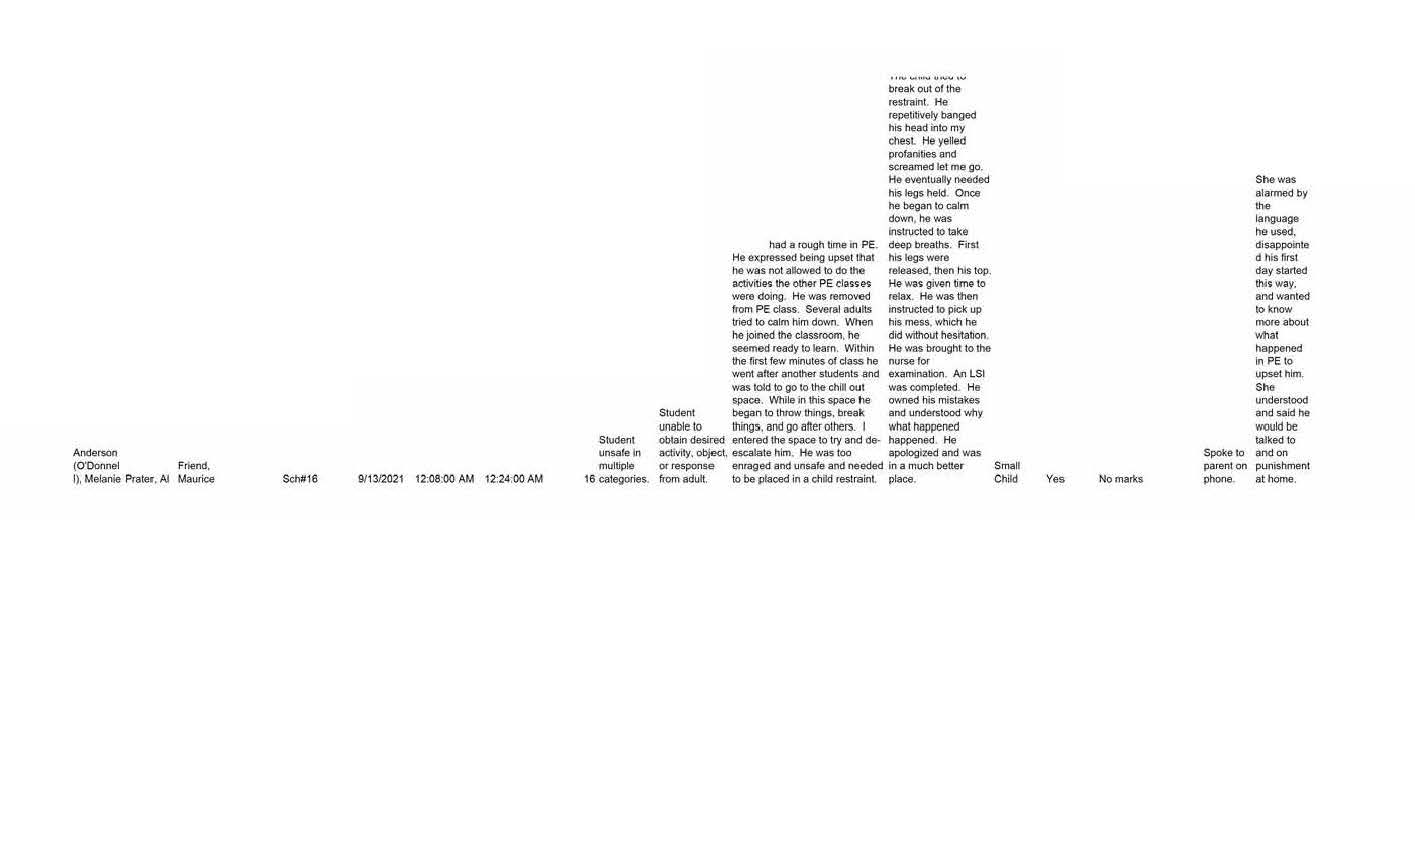 Anderson
(O'Donnel
l), Melanie
Prater, Al
Friend,
Maurice
Sch#16
9/13/2021
12:08:00 AM
12:24:00 AM
16
Student
unsafe in
multiple
categories.
Student
unable to
obtain desired
activity, object,
or response
from adult.
had a rough time in PE.
He expressed being upset that
he was not allowed to do the
activities the other PE classes
were doing. He was removed
from PE class. Several adults
tried to calm him down. When
he joined the classroom, he
seemed ready to learn. Within
the first few minutes of class he
went after another students and
was told to go to the chill out
space. While in this space he
began to throw things, break
things, and go after others. I
entered the space to try and de-
escalate him. He was too
enraged and unsafe and needed
to be placed in a child restraint.
The child tried to
break out of the
restraint. He
repetitively banged
his head into my
chest. He yelled
profanities and
screamed let me go.
He eventually needed
his legs held. Once
he began to calm
down, he was
instructed to take
deep breaths. First
his legs were
released, then his top.
He was given time to
relax. He was then
instructed to pick up
his mess, which he
did without hesitation.
He was brought to the
nurse for
examination. An LSI
was completed. He
owned his mistakes
and understood why
what happened
happened. He
apologized and was
in a much better
place.
Small
Child
Yes
No marks
Spoke to
parent on
phone.
She was
alarmed by
the
language
he used,
disappointe
d his first
day started
this way,
and wanted
to know
more about
what
happened
in PE to
upset him.
She
understood
and said he
would be
talked to
and on
punishment
at home.